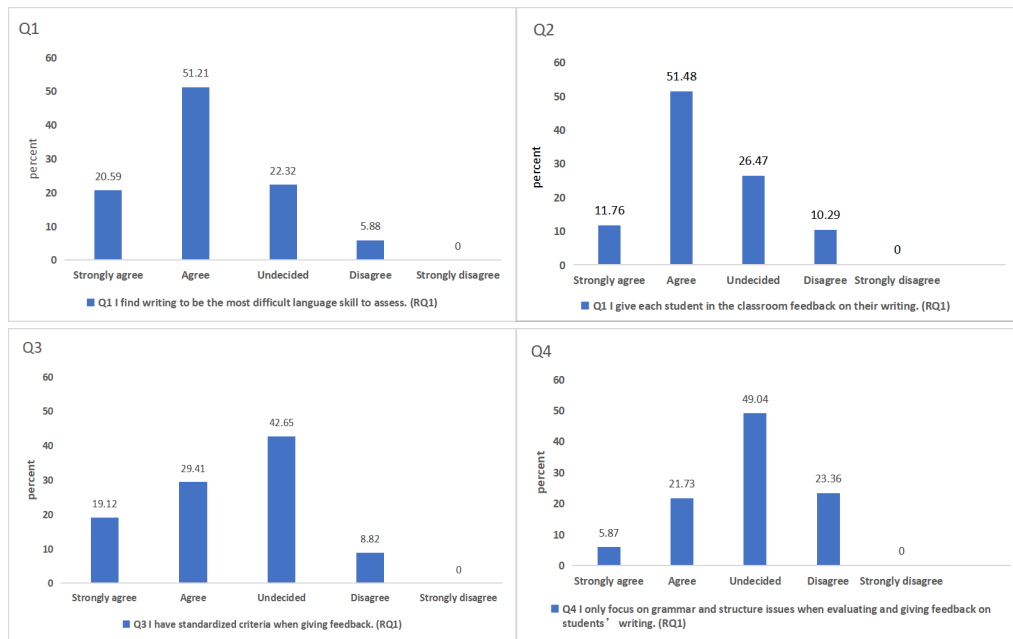 Q1
60
50
40
30
20
10
0
percent
20.59
51.21
22.32
5.88
0
Strongly agree Agree Undecided Disagree Strongly disagree
Q1 I find writing to be the most difficult language skill to assess. (RQ1)
Q2
60
50
40
30
20
10
0
percent
11.76
51.48
26.47
10.29
0
Strongly agree Agree Undecided Disagree Strongly disagree
Q1 I give each student in the classroom feedback on their writing. (RQ1)
Q3
60
50
40
30
20
10
0
percent
19.12
29.41
42.65
8.82
0
Strongly agree Agree Undecided Disagree Strongly disagree
Q3 I have standardized criteria when giving feedback. (RQ1)
Q4
60
50
40
30
20
10
0
percent
5.87
21.73
49.04
23.36
0
Strongly agree Agree Undecided Disagree Strongly disagree
Q4 I only focus on grammar and structure issues when evaluating and giving feedback on
students’ writing. (RQ1)